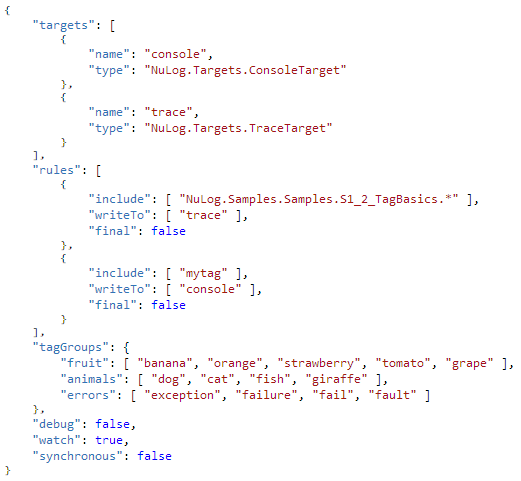 {
    "targets": [
        {
            "name": "console",
            "type": "NuLog.Targets.ConsoleTarget"
        },
        {
            "name": "trace",
            "type": "NuLog.Targets.TraceTarget"
        }
    ],
    "rules": [
        {
            "include": [ "NuLog.Samples.Samples.S1_2_TagBasics.*" ],
            "writeTo": [ "trace" ],
            "final": false
        },
        {
            "include": [ "mytag" ],
            "writeTo": [ "console" ],
            "final": false
        }
    ],
    "tagGroups": {
        "fruit": [ "banana", "orange", "strawberry", "tomato", "grape" ],
        "animals": [ "dog", "cat", "fish", "giraffe" ],
        "errors": [ "exception", "failure", "fail", "fault" ]
    },
    "debug": false,
    "watch": true,
    "synchronous": false
}